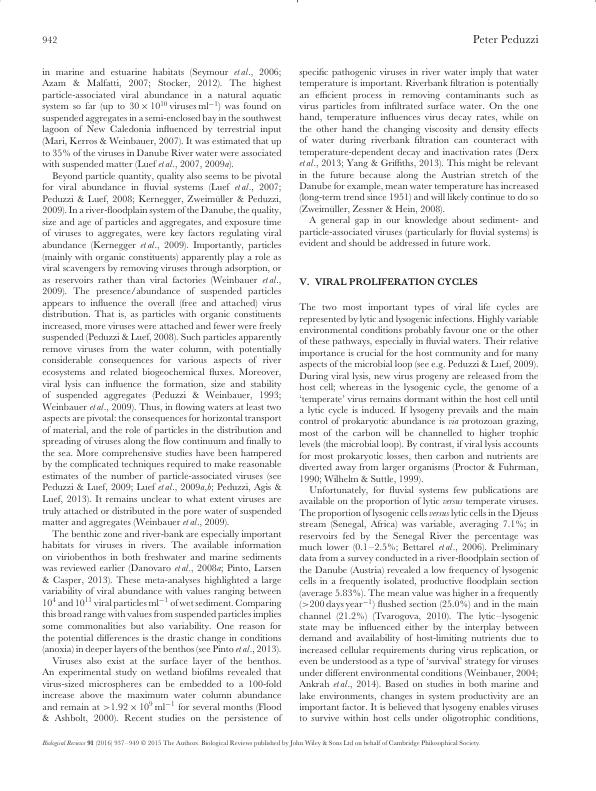 942
Peter Peduzzi
in marine and estuarine habitats (Seymour et al., 2006;
Azam & Malfatti, 2007; Stocker, 2012). The highest
particle-associated viral abundance in a natural aquatic
system so far (up to 30 × 10¹⁰ viruses ml⁻¹) was found on
suspended aggregates in a semi-enclosed bay in the southwest
lagoon of New Caledonia influenced by terrestrial input
(Mari, Kerros & Weinbauer, 2007). It was estimated that up
to 35% of the viruses in Danube River water were associated
with suspended matter (Luef et al., 2007, 2009a).
Beyond particle quantity, quality also seems to be pivotal
for viral abundance in fluvial systems (Luef et al., 2007;
Peduzzi & Luef, 2008; Kernegger, Zweimüller & Peduzzi,
2009). In a river-floodplain system of the Danube, the quality,
size and age of particles and aggregates, and exposure time
of viruses to aggregates, were key factors regulating viral
abundance (Kernegger et al., 2009). Importantly, particles
(mainly with organic constituents) apparently play a role as
viral scavengers by removing viruses through adsorption, or
as reservoirs rather than viral factories (Weinbauer et al.,
2009). The presence/abundance of suspended particles
appears to influence the overall (free and attached) virus
distribution. That is, as particles with organic constituents
increased, more viruses were attached and fewer were freely
suspended (Peduzzi & Luef, 2008). Such particles apparently
remove viruses from the water column, with potentially
considerable consequences for various aspects of river
ecosystems and related biogeochemical fluxes. Moreover,
viral lysis can influence the formation, size and stability
of suspended aggregates (Peduzzi & Weinbauer, 1993;
Weinbauer et al., 2009). Thus, in flowing waters at least two
aspects are pivotal: the consequences for horizontal transport
of material, and the role of particles in the distribution and
spreading of viruses along the flow continuum and finally to
the sea. More comprehensive studies have been hampered
by the complicated techniques required to make reasonable
estimates of the number of particle-associated viruses (see
Peduzzi & Luef, 2009; Luef et al., 2009a,b; Peduzzi, Agis &
Luef, 2013). It remains unclear to what extent viruses are
truly attached or distributed in the pore water of suspended
matter and aggregates (Weinbauer et al., 2009).
The benthic zone and river-bank are especially important
habitats for viruses in rivers. The available information
on viriobenthos in both freshwater and marine sediments
was reviewed earlier (Danovaro et al., 2008a; Pinto, Larsen
& Casper, 2013). These meta-analyses highlighted a large
variability of viral abundance with values ranging between
10⁴ and 10¹¹ viral particles ml⁻¹ of wet sediment. Comparing
this broad range with values from suspended particles implies
some commonalities but also variability. One reason for
the potential differences is the drastic change in conditions
(anoxia) in deeper layers of the benthos (see Pinto et al., 2013).
Viruses also exist at the surface layer of the benthos.
An experimental study on wetland biofilms revealed that
virus-sized microspheres can be embedded to a 100-fold
increase above the maximum water column abundance
and remain at >1.92 × 10⁹ ml⁻¹ for several months (Flood
& Ashbolt, 2000). Recent studies on the persistence of
specific pathogenic viruses in river water imply that water
temperature is important. Riverbank filtration is potentially
an efficient process in removing contaminants such as
virus particles from infiltrated surface water. On the one
hand, temperature influences virus decay rates, while on
the other hand the changing viscosity and density effects
of water during riverbank filtration can counteract with
temperature-dependent decay and inactivation rates (Derx
et al., 2013; Yang & Griffiths, 2013). This might be relevant
in the future because along the Austrian stretch of the
Danube for example, mean water temperature has increased
(long-term trend since 1951) and will likely continue to do so
(Zweimüller, Zessner & Hein, 2008).
A general gap in our knowledge about sediment- and
particle-associated viruses (particularly for fluvial systems) is
evident and should be addressed in future work.
V. VIRAL PROLIFERATION CYCLES
The two most important types of viral life cycles are
represented by lytic and lysogenic infections. Highly variable
environmental conditions probably favour one or the other
of these pathways, especially in fluvial waters. Their relative
importance is crucial for the host community and for many
aspects of the microbial loop (see e.g. Peduzzi & Luef, 2009).
During viral lysis, new virus progeny are released from the
host cell; whereas in the lysogenic cycle, the genome of a
‘temperate’ virus remains dormant within the host cell until
a lytic cycle is induced. If lysogeny prevails and the main
control of prokaryotic abundance is via protozoan grazing,
most of the carbon will be channelled to higher trophic
levels (the microbial loop). By contrast, if viral lysis accounts
for most prokaryotic losses, then carbon and nutrients are
diverted away from larger organisms (Proctor & Fuhrman,
1990; Wilhelm & Suttle, 1999).
Unfortunately, for fluvial systems few publications are
available on the proportion of lytic versus temperate viruses.
The proportion of lysogenic cells versus lytic cells in the Djeuss
stream (Senegal, Africa) was variable, averaging 7.1%; in
reservoirs fed by the Senegal River the percentage was
much lower (0.1–2.5%; Bettarel et al., 2006). Preliminary
data from a survey conducted in a river-floodplain section of
the Danube (Austria) revealed a low frequency of lysogenic
cells in a frequently isolated, productive floodplain section
(average 5.83%). The mean value was higher in a frequently
(>200 days year⁻¹) flushed section (25.0%) and in the main
channel (21.2%) (Tvarogova, 2010). The lytic–lysogenic
state may be influenced either by the interplay between
demand and availability of host-limiting nutrients due to
increased cellular requirements during virus replication, or
even be understood as a type of ‘survival’ strategy for viruses
under different environmental conditions (Weinbauer, 2004;
Ankrah et al., 2014). Based on studies in both marine and
lake environments, changes in system productivity are an
important factor. It is believed that lysogeny enables viruses
to survive within host cells under oligotrophic conditions,
Biological Reviews 91 (2016) 937–949 © 2015 The Authors. Biological Reviews published by John Wiley & Sons Ltd on behalf of Cambridge Philosophical Society.